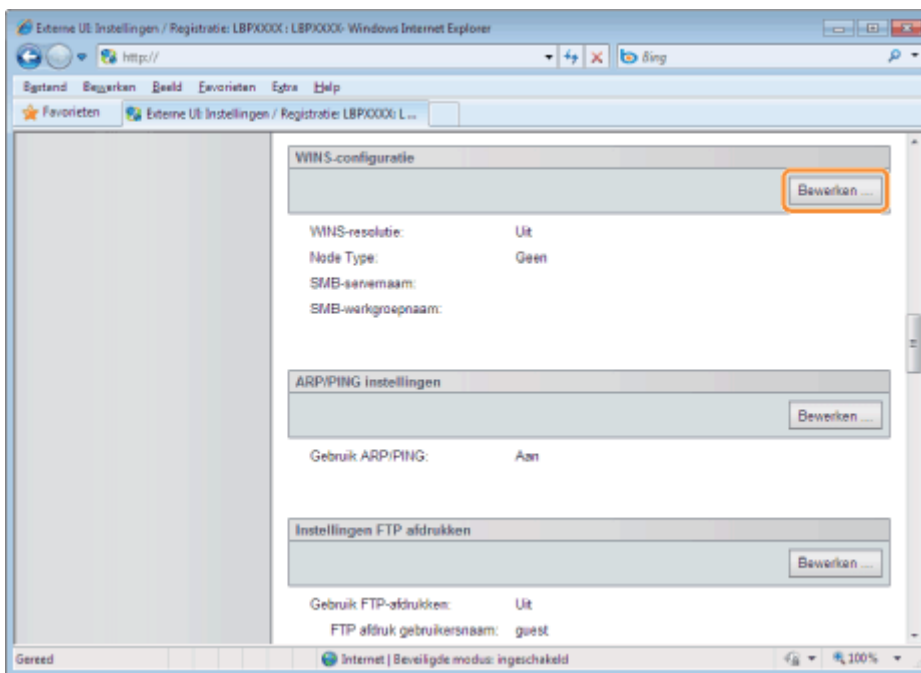 Externe UI: Instellingen / Registratie: LBPXXXX : LBPXXXX- Windows Internet Explorer
http://
Bing
Bestand Bewerken Beeld Favorieten Extra Help
Favorieten Externe UI: Instellingen / Registratie: LBPXXXX: L ...
WINS-configuratie
Bewerken ...
WINS-resolutie: Uit
Node Type: Geen
SMB-servernaam:
SMB-werkgroepnaam:
ARP/PING instellingen
Bewerken ...
Gebruik ARP/PING: Aan
Instellingen FTP afdrukken
Bewerken ...
Gebruik FTP-afdrukken: Uit
FTP afdruk gebruikersnaam: guest
Gereed Internet | Beveiligde modus: ingeschakeld 100%